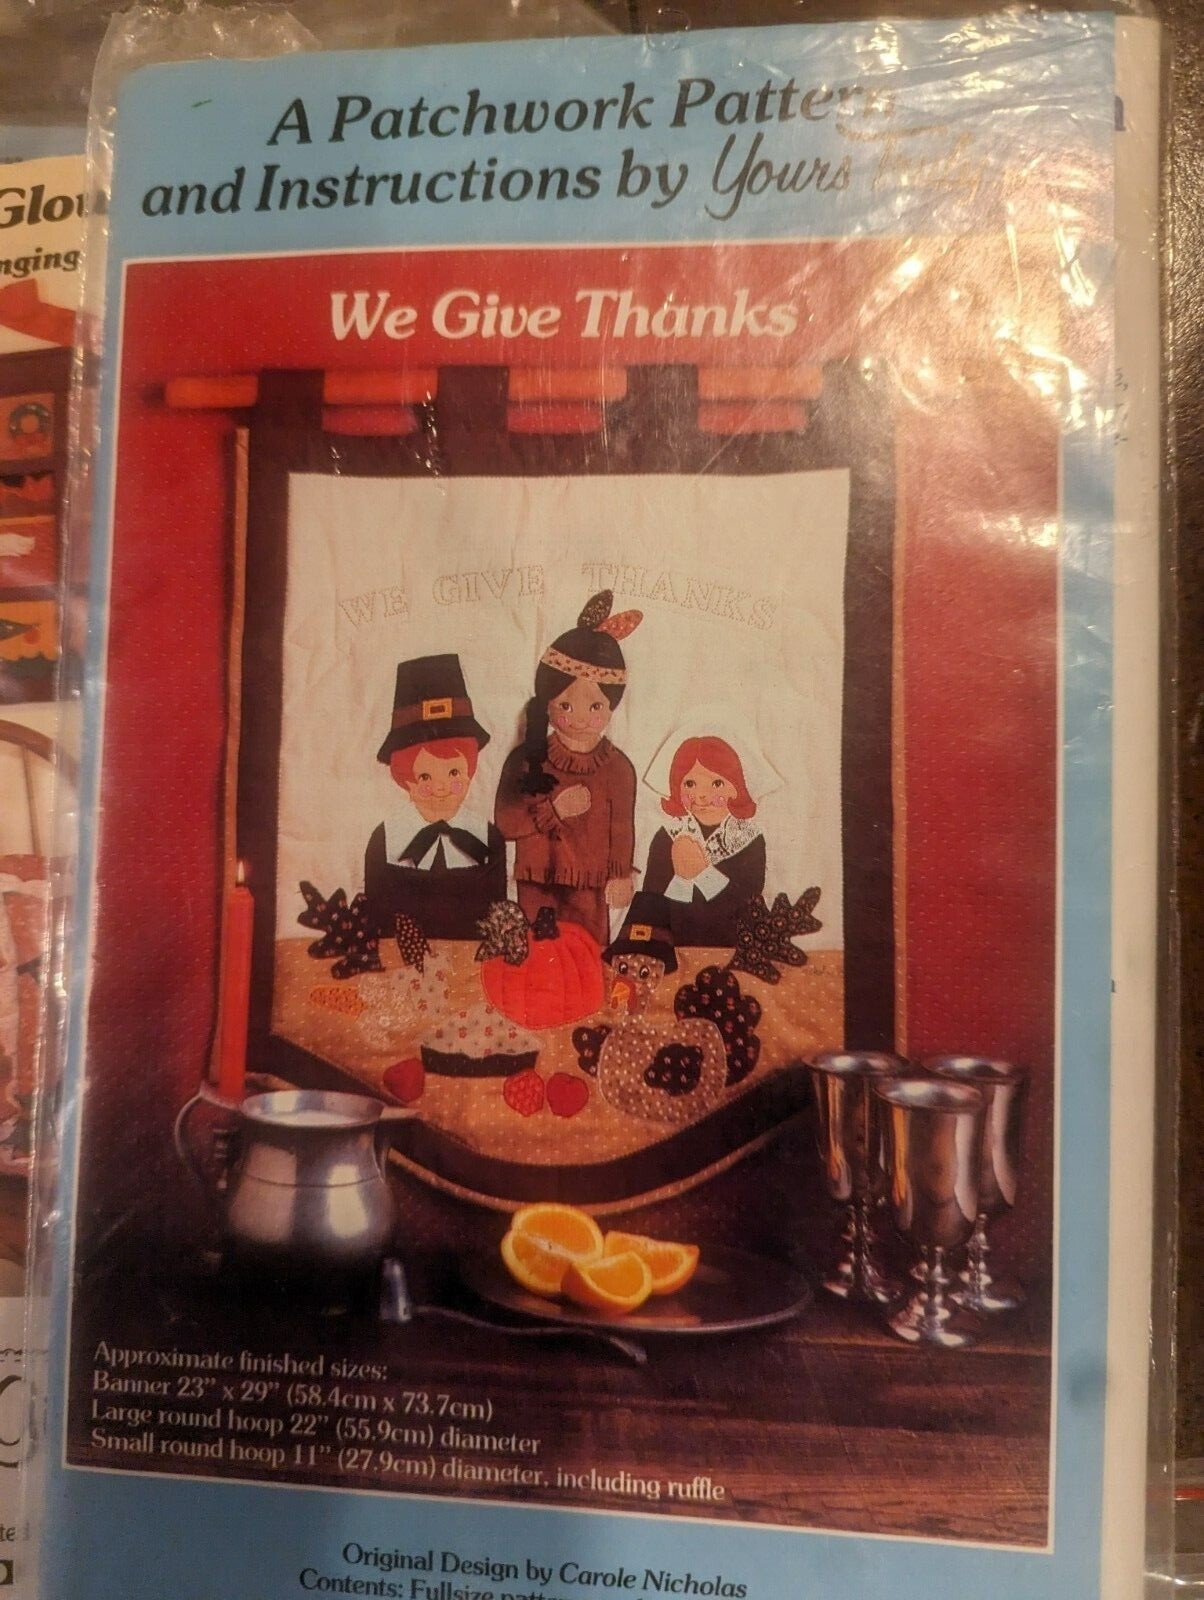 A Patchwork Pattern
and Instructions by Yours Truly
We Give Thanks
WE GIVE THANKS
Approximate finished sizes:
Banner 23" x 29" (58.4cm x 73.7cm)
Large round hoop 22" (55.9cm) diameter
Small round hoop 11" (27.9cm) diameter, including ruffle
Original Design by Carole Nicholas
Contents: Fullsize